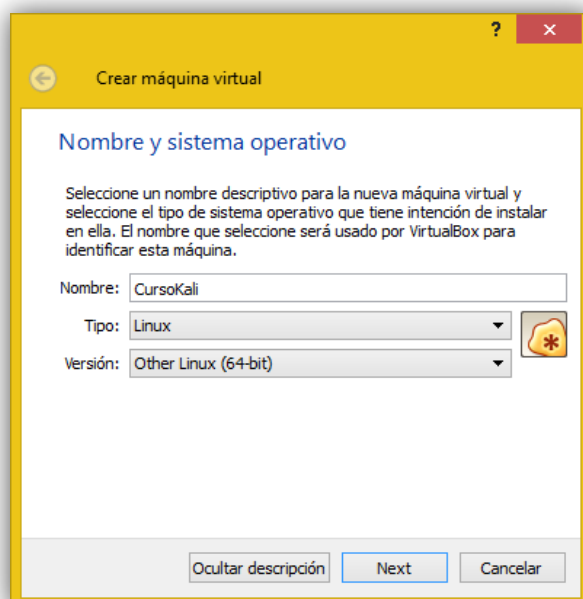 ?
Crear máquina virtual
Nombre y sistema operativo
Seleccione un nombre descriptivo para la nueva máquina virtual y
seleccione el tipo de sistema operativo que tiene intención de instalar
en ella. El nombre que seleccione será usado por VirtualBox para
identificar esta máquina.
Nombre: CursoKali
Tipo: Linux
Versión: Other Linux (64-bit)
Ocultar descripción Next Cancelar